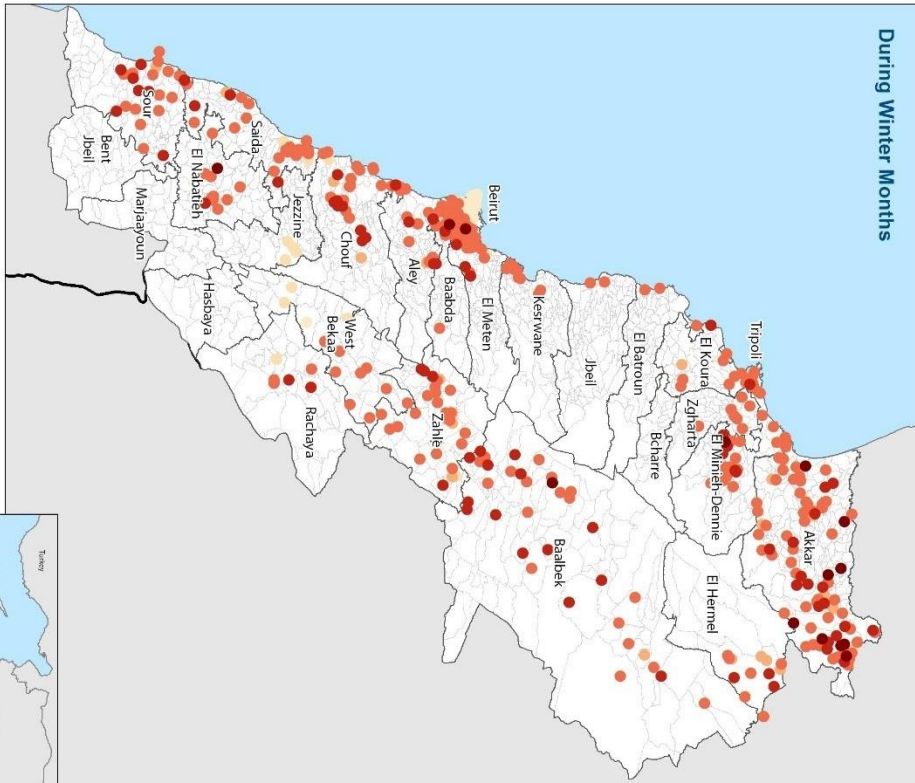 During Winter Months
Beirut
Tripoli
El Koura
Zgharta
El Minieh-Dennie
Akkar
Bcharre
El Batroun
Jbeil
Kesrwane
El Meten
Baabda
Aley
Chouf
Jezzine
Saida
Sour
El Nabatieh
Bent
Jbeil
Marjaayoun
Hasbaya
West
Bekaa
Rachaya
Zahle
Baalbek
El Hermel
Turkey